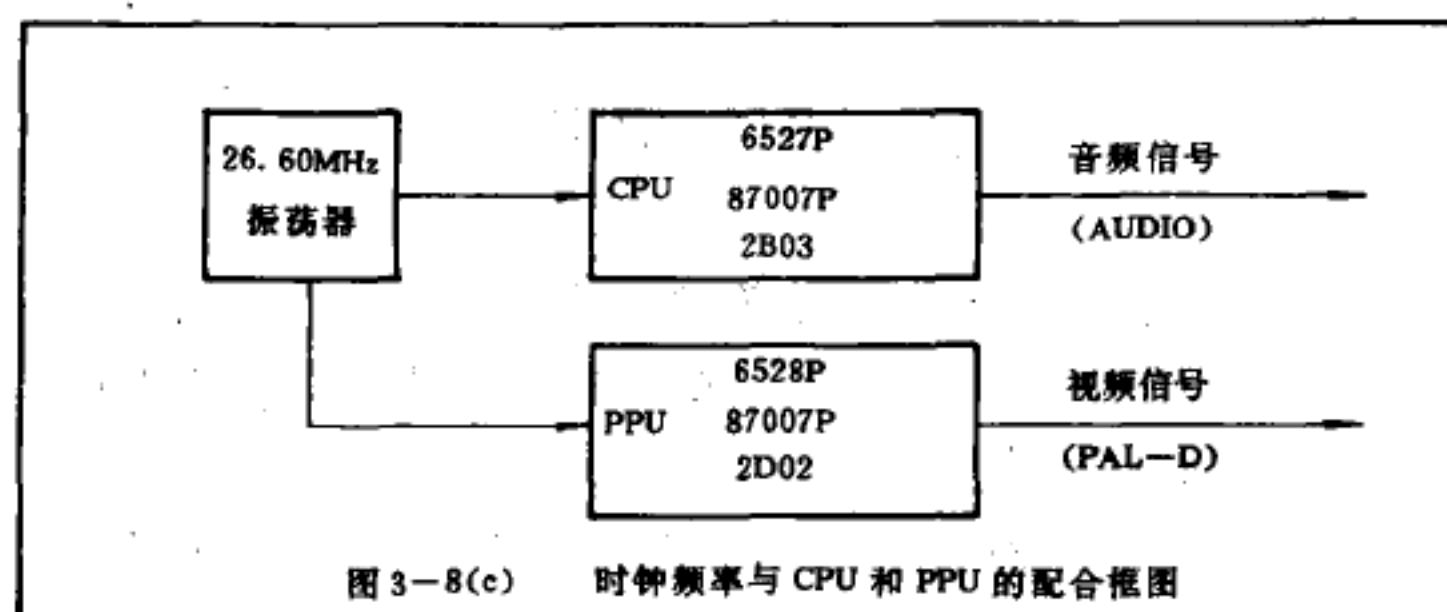 26. 60MHz
振荡器
CPU
6527P
87007P
2B03
音频信号
(AUDIO)
PPU
6528P
87007P
2D02
视频信号
(PAL—D)
图 3—8(c) 时钟频率与 CPU 和 PPU 的配合框图